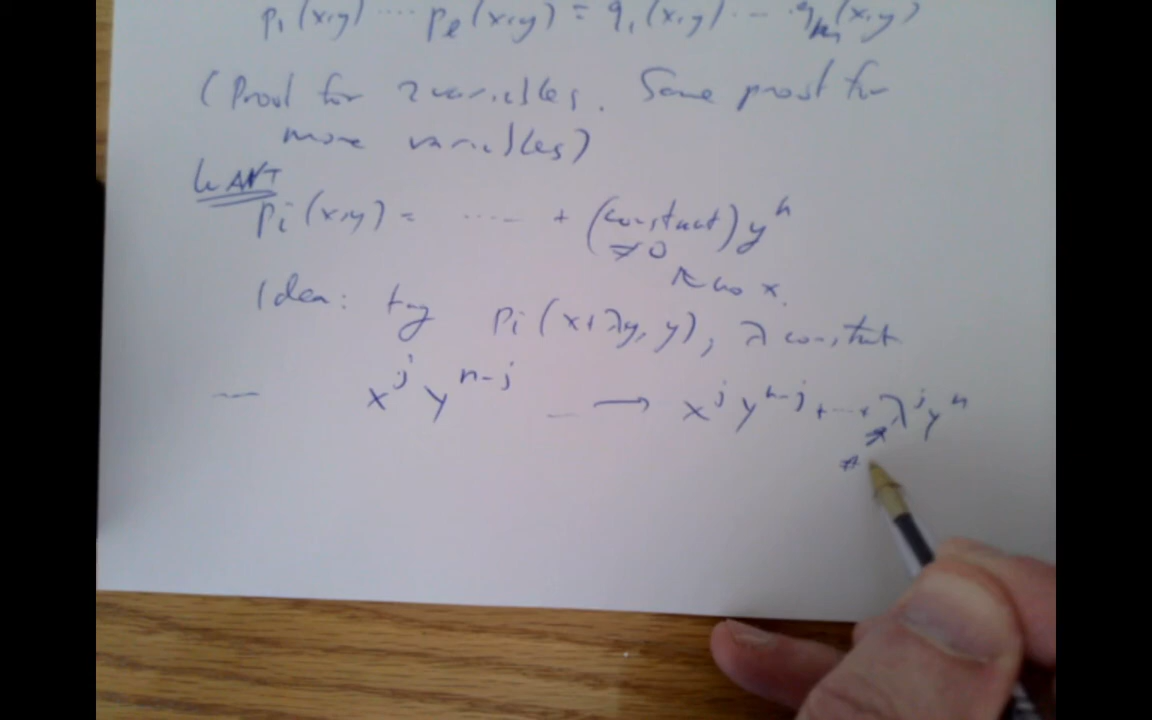 p₁(x,y) ···· pₑ(x,y) = q₁(x,y) ·-· qₘ(x,y)
(Proof for 2 variables. Same proof for
more variables)
WANT
pᵢ(x,y) = ..... + (constant) yⁿ
≠0
↖ no x.
Idea: try pᵢ(x+λy, y), λ constant
— xʲ yⁿ⁻ʲ — → xʲ yⁿ⁻ʲ + ··· + λʲ yⁿ